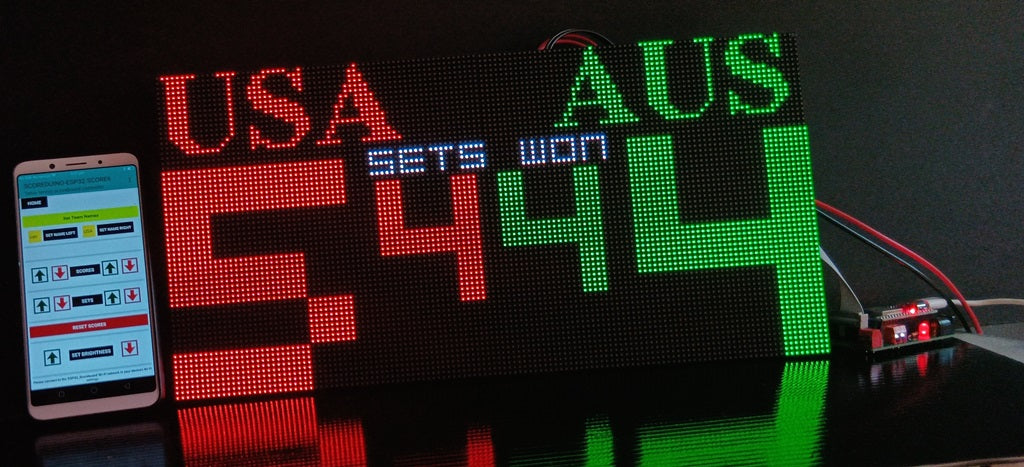 USA AUS
SETS WON
5 4 4 4
SCOREDUINO-ESP32 SCORES
HOME
Set Team Names
SET NAME LEFT
SET NAME RIGHT
SCORES
SETS
RESET SCORES
SET BRIGHTNESS